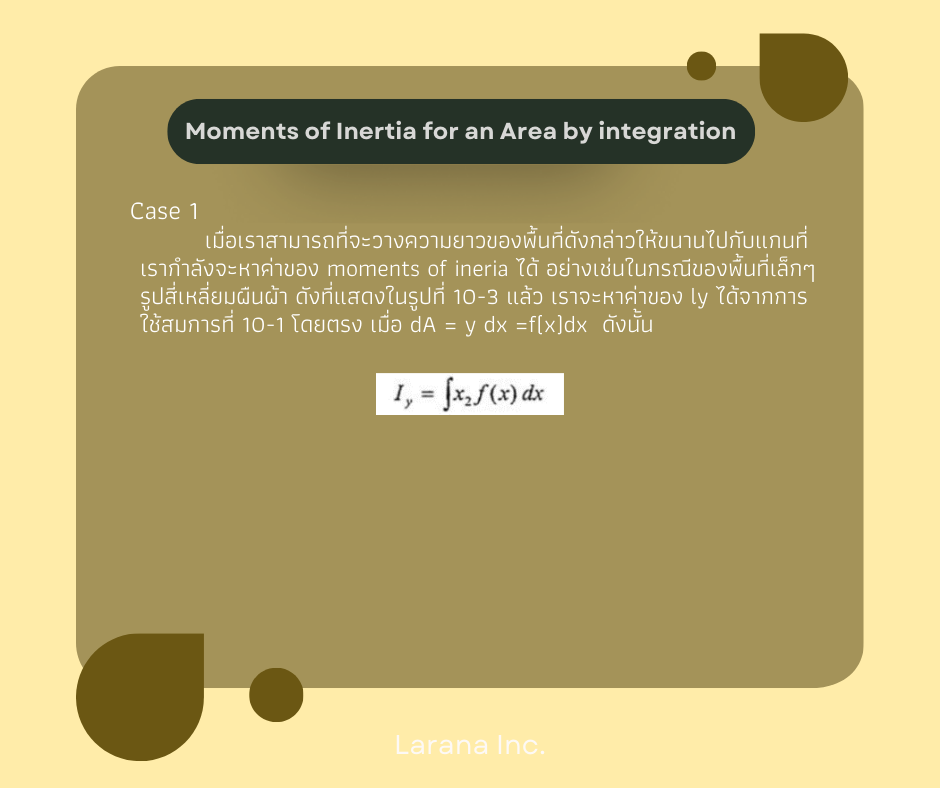 Moments of Inertia for an Area by integration
Case 1
เมื่อเราสามารถที่จะวางความยาวของพื้นที่ดังกล่าวให้ขนานไปกับแกนที่
เรากำลังจะหาค่าของ moments of ineria ได้ อย่างเช่นในกรณีของพื้นที่เล็กๆ
รูปสี่เหลี่ยมผืนผ้า ดังที่แสดงในรูปที่ 10-3 แล้ว เราจะหาค่าของ ly ได้จากการ
ใช้สมการที่ 10-1 โดยตรง เมื่อ dA = y dx =f(x)dx ดังนั้น
I_y = ∫x₂ f(x) dx
Larana Inc.